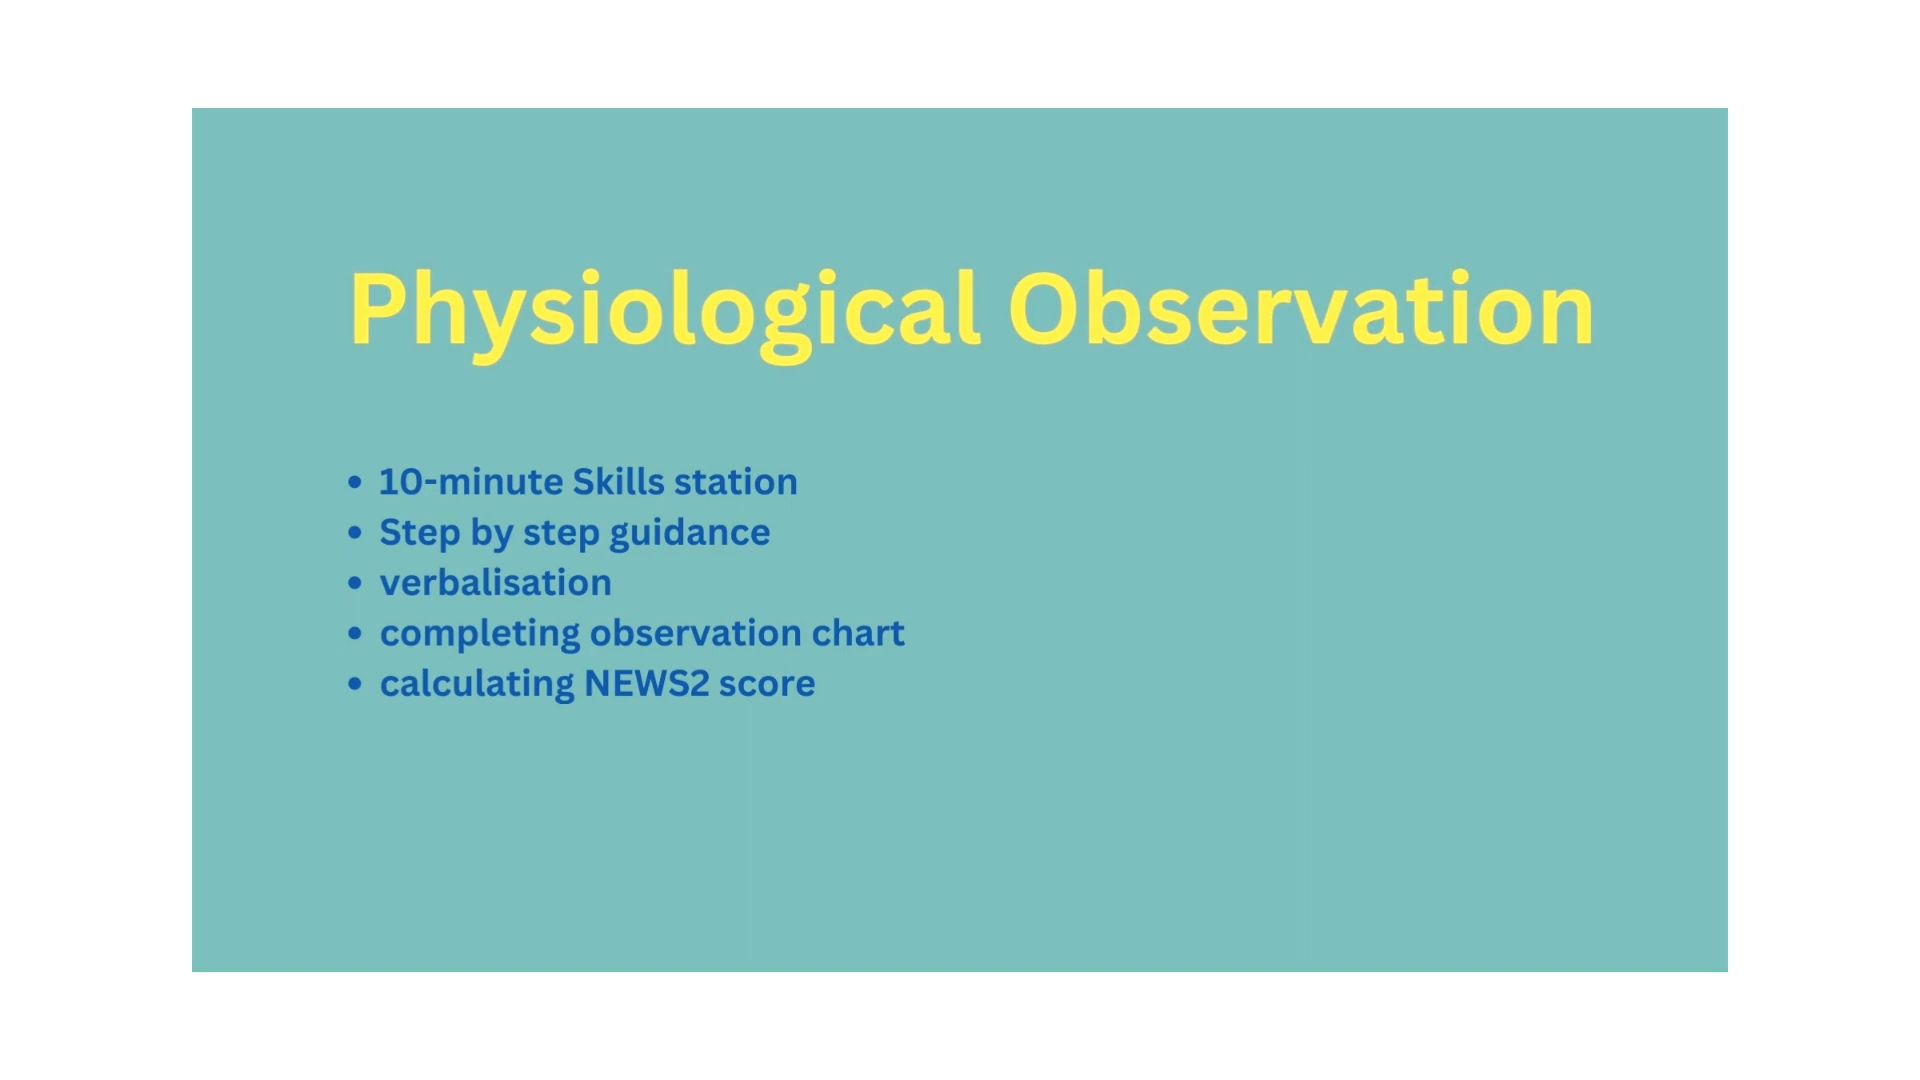 Physiological Observation
• 10-minute Skills station
• Step by step guidance
• verbalisation
• completing observation chart
• calculating NEWS2 score